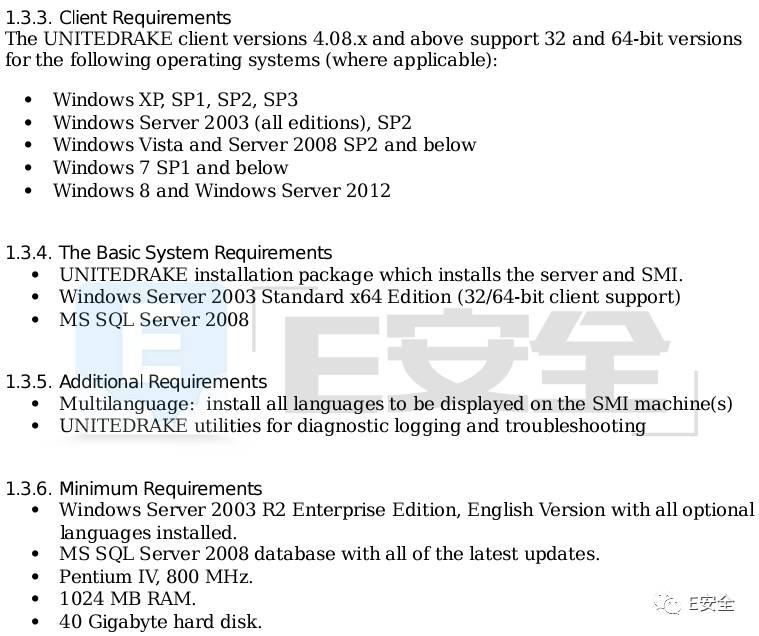 1.3.3. Client Requirements
The UNITEDRAKE client versions 4.08.x and above support 32 and 64-bit versions
for the following operating systems (where applicable):
• Windows XP, SP1, SP2, SP3
• Windows Server 2003 (all editions), SP2
• Windows Vista and Server 2008 SP2 and below
• Windows 7 SP1 and below
• Windows 8 and Windows Server 2012
1.3.4. The Basic System Requirements
• UNITEDRAKE installation package which installs the server and SMI.
• Windows Server 2003 Standard x64 Edition (32/64-bit client support)
• MS SQL Server 2008
E安全
1.3.5. Additional Requirements
• Multilanguage: install all languages to be displayed on the SMI machine(s)
• UNITEDRAKE utilities for diagnostic logging and troubleshooting
1.3.6. Minimum Requirements
• Windows Server 2003 R2 Enterprise Edition, English Version with all optional
languages installed.
• MS SQL Server 2008 database with all of the latest updates.
• Pentium IV, 800 MHz.
• 1024 MB RAM.
• 40 Gigabyte hard disk.
E安全